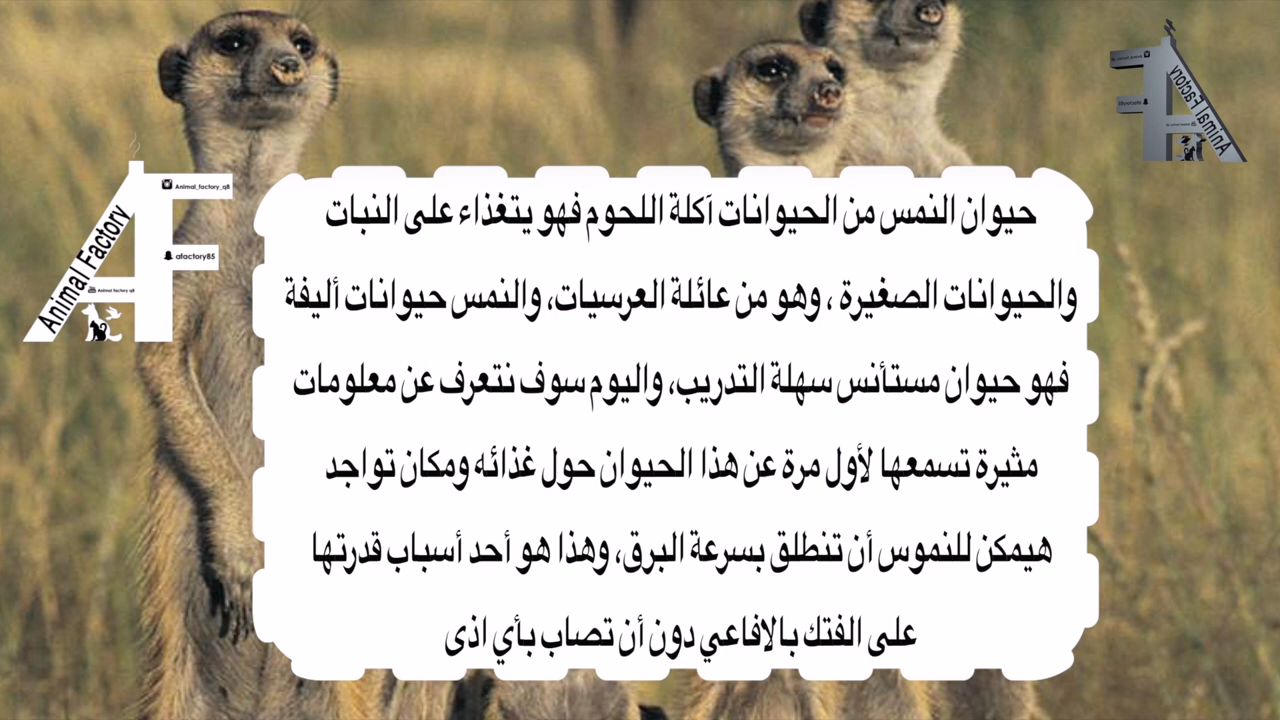 حيوان النمس من الحيوانات آكلة اللحوم فهو يتغذاء على النبات
والحيوانات الصغيرة ، وهو من عائلة العرسيات، والنمس حيوانات أليفة
فهو حيوان مستأنس سهلة التدريب، واليوم سوف نتعرف عن معلومات
مثيرة تسمعها لأول مرة عن هذا الحيوان حول غذائه ومكان تواجد
هيمكن للنموس أن تنطلق بسرعة البرق، وهذا هو أحد أسباب قدرتها
على الفتك بالافاعي دون أن تصاب بأي اذى
Animal_factory_q8
afactory85
Animal factory q8
Animal Factory
Animal Factory